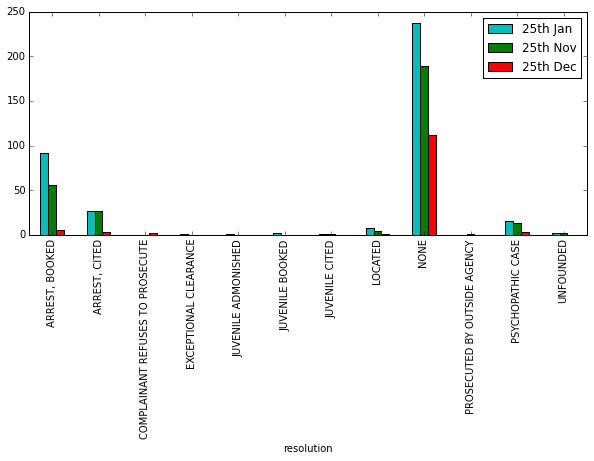 250
200
150
100
50
0
25th Jan
25th Nov
25th Dec
ARREST, BOOKED
ARREST, CITED
COMPLAINANT REFUSES TO PROSECUTE
EXCEPTIONAL CLEARANCE
JUVENILE ADMONISHED
JUVENILE BOOKED
JUVENILE CITED
LOCATED
NONE
PROSECUTED BY OUTSIDE AGENCY
PSYCHOPATHIC CASE
UNFOUNDED
resolution